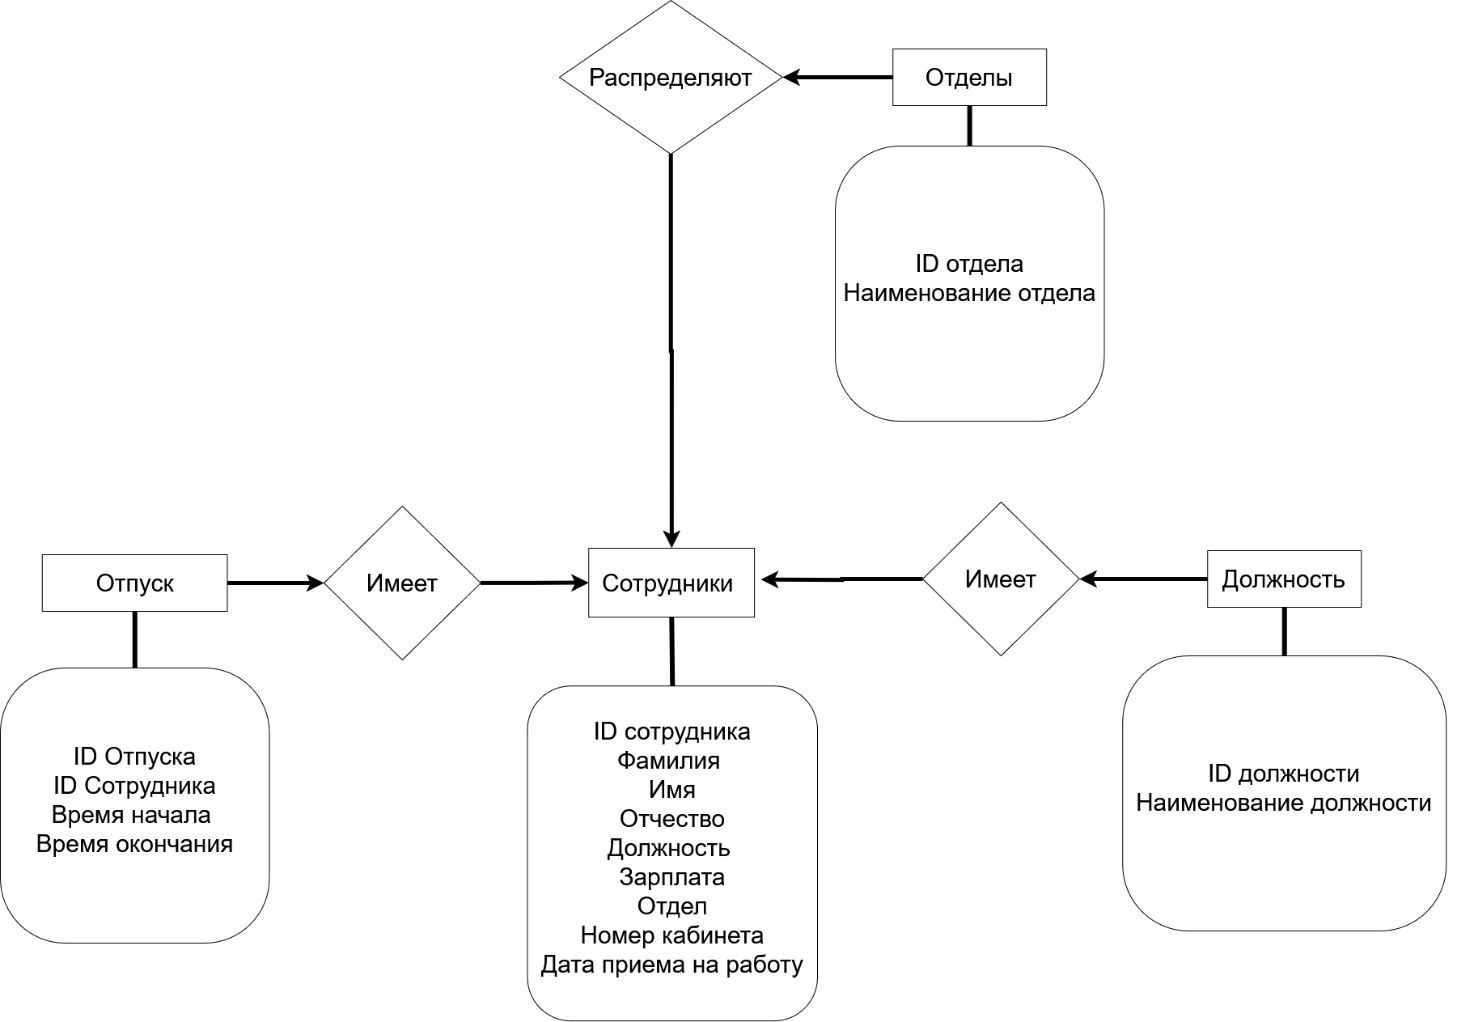 Распределяют
Отделы
ID отдела
Наименование отдела
Отпуск
Имеет
Сотрудники
Имеет
Должность
ID Отпуска
ID Сотрудника
Время начала
Время окончания
ID сотрудника
Фамилия
Имя
Отчество
Должность
Зарплата
Отдел
Номер кабинета
Дата приема на работу
ID должности
Наименование должности